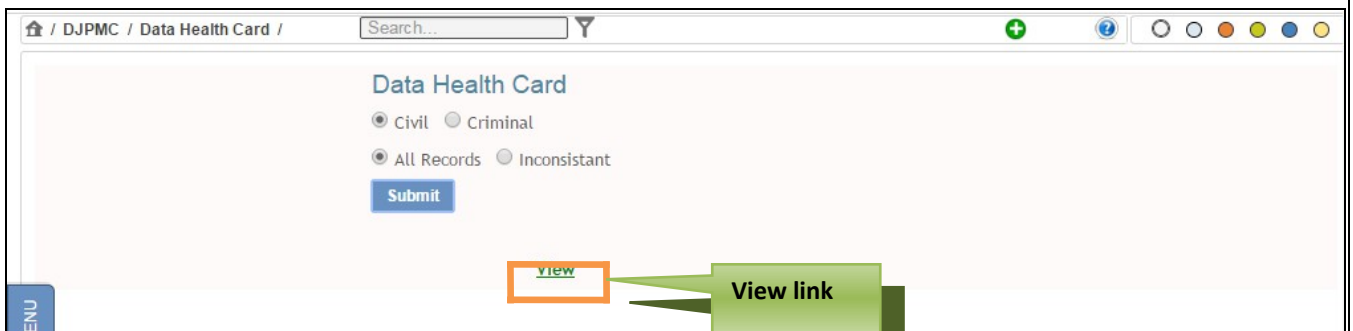 / DJPMC / Data Health Card / Search...
Data Health Card
Civil Criminal
All Records Inconsistant
Submit
View
View link
ENU